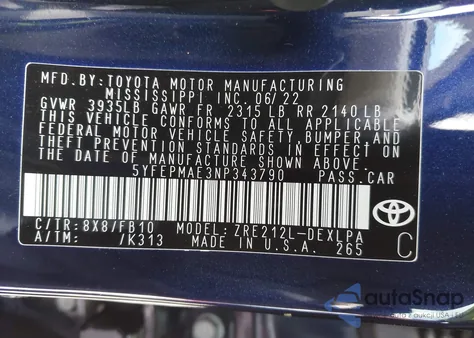 MFD.BY:TOYOTA MOTOR MANUFACTURING
MISSISSIPPI INC. 06/22
GVWR 3935LB GAWR FR 2315 LB RR 2140 LB
THIS VEHICLE CONFORMS TO ALL APPLICABLE
FEDERAL MOTOR VEHICLE SAFETY, BUMPER, AND
THEFT PREVENTION STANDARDS IN EFFECT ON
THE DATE OF MANUFACTURE SHOWN ABOVE.
5YFEPMAE3NP343790 PASS.CAR
C/TR:8X8/FB10 MODEL:ZRE212L-DEXLPA
A/TM: /K313 MADE IN U.S.A. 265
C
autoSnap